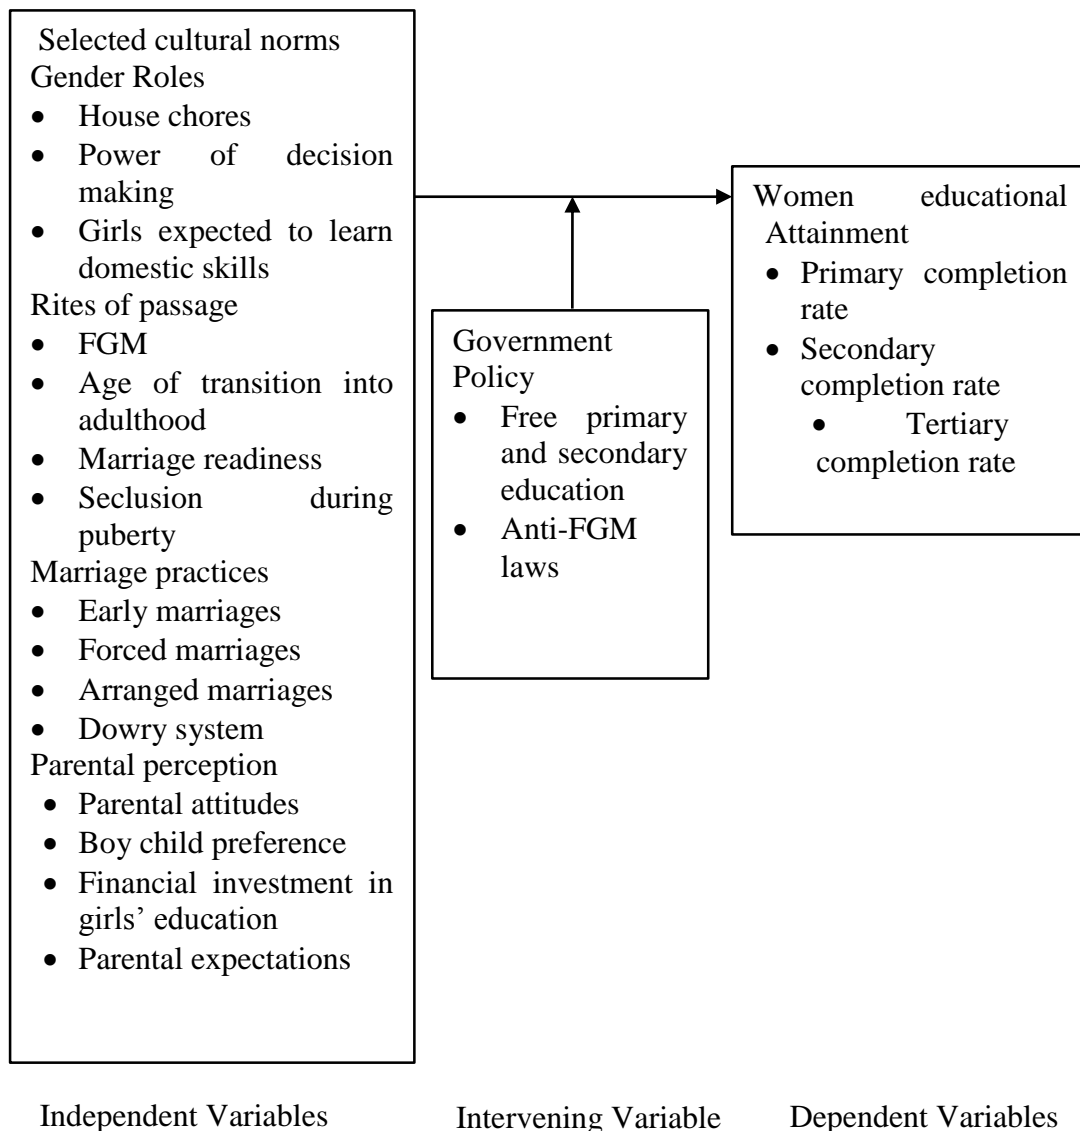 Selected cultural norms
Gender Roles
• House chores
• Power of decision
making
• Girls expected to learn
domestic skills
Rites of passage
• FGM
• Age of transition into
adulthood
• Marriage readiness
• Seclusion during
puberty
Marriage practices
• Early marriages
• Forced marriages
• Arranged marriages
• Dowry system
Parental perception
• Parental attitudes
• Boy child preference
• Financial investment in
girls’ education
• Parental expectations
Government
Policy
• Free primary
and secondary
education
• Anti-FGM
laws
Women educational
Attainment
• Primary completion
rate
• Secondary
completion rate
• Tertiary
completion rate
Independent Variables
Intervening Variable
Dependent Variables